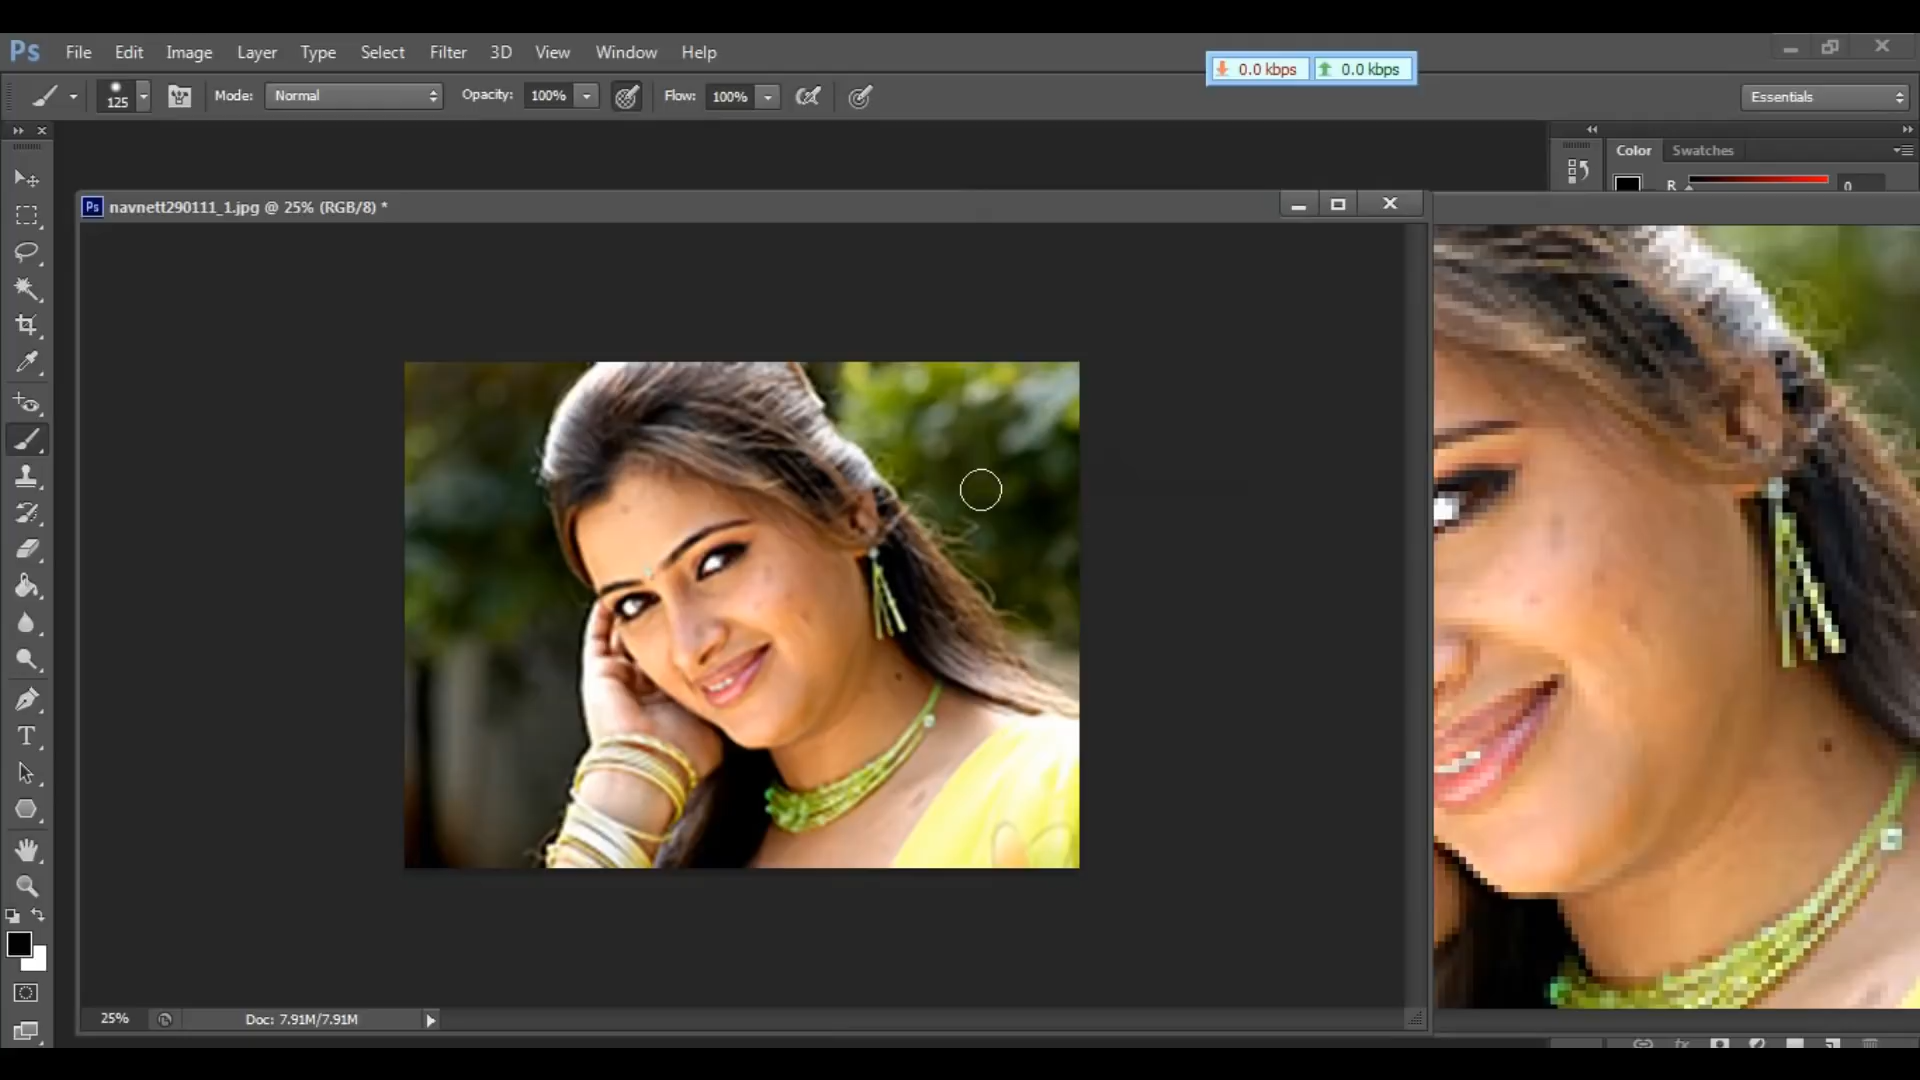 Ps File Edit Image Layer Type Select Filter 3D View Window Help
0.0 kbps 0.0 kbps
125 Mode: Normal Opacity: 100% Flow: 100% Essentials
Color Swatches
R 0
Ps navnett290111_1.jpg @ 25% (RGB/8) *
T
25% Doc: 7.91M/7.91M
fx